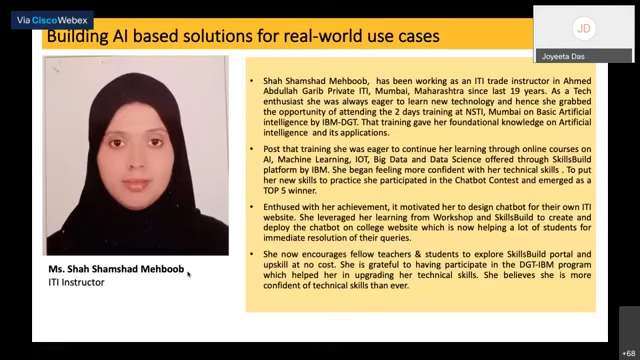 Via Cisco Webex
Building AI based solutions for real-world use cases
JD
Joyeeta Das
• Shah Shamshad Mehboob, has been working as an ITI trade instructor in Ahmed
Abdullah Garib Private ITI, Mumbai, Maharashtra since last 19 years. As a Tech
enthusiast she was always eager to learn new technology and hence she grabbed
the opportunity of attending the 2 days training at NSTI, Mumbai on Basic Artificial
intelligence by IBM-DGT. That training gave her foundational knowledge on Artificial
intelligence and its applications.
• Post that training she was eager to continue her learning through online courses on
AI, Machine Learning, IOT, Big Data and Data Science offered through SkillsBuild
platform by IBM. She began feeling more confident with her technical skills . To put
her new skills to practice she participated in the Chatbot Contest and emerged as a
TOP 5 winner.
• Enthused with her achievement, it motivated her to design chatbot for their own ITI
website. She leveraged her learning from Workshop and SkillsBuild to create and
deploy the chatbot on college website which is now helping a lot of students for
immediate resolution of their queries.
• She now encourages fellow teachers & students to explore SkillsBuild portal and
upskill at no cost. She is grateful to having participate in the DGT-IBM program
which helped her in upgrading her technical skills. She believes she is more
confident of technical skills than ever.
Ms. Shah Shamshad Mehboob
ITI Instructor
+68